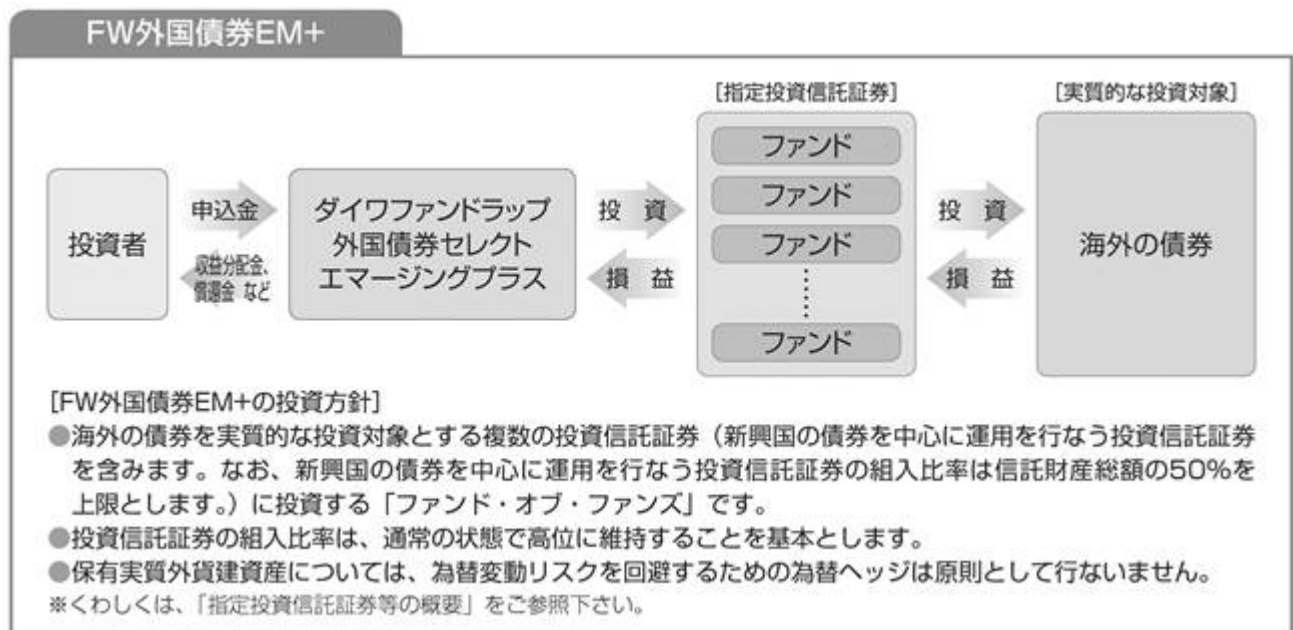 FW外国債券EM+
[指定投資信託証券]
[実質的な投資対象]
投資者
申込金
収益分配金、
償還金 など
ダイワファンドラップ
外国債券セレクト
エマージングプラス
投 資
損 益
ファンド
ファンド
ファンド
ファンド
投 資
損 益
海外の債券
[FW外国債券EM+の投資方針]
●海外の債券を実質的な投資対象とする複数の投資信託証券（新興国の債券を中心に運用を行なう投資信託証券
を含みます。なお、新興国の債券を中心に運用を行なう投資信託証券の組入比率は信託財産総額の50%を
上限とします。）に投資する「ファンド・オブ・ファンズ」です。
●投資信託証券の組入比率は、通常の状態で高位に維持することを基本とします。
●保有実質外貨建資産については、為替変動リスクを回避するための為替ヘッジは原則として行ないません。
※くわしくは、「指定投資信託証券等の概要」をご参照下さい。